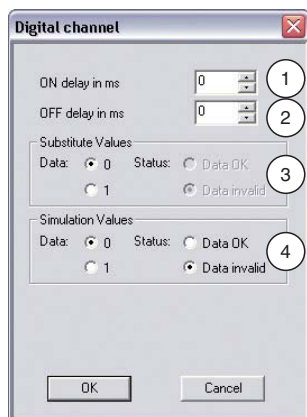 Digital channel
ON delay in ms 0 1
OFF delay in ms 0 2
Substitute Values
Data: 0 Status: Data OK
1 Data invalid 3
Simulation Values
Data: 0 Status: Data OK
1 Data invalid 4
OK Cancel